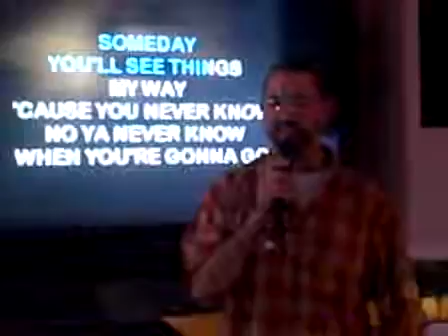 SOMEDAY
YOU'LL SEE THINGS
MY WAY
'CAUSE YOU NEVER KNOW
NO YA NEVER KNOW
WHEN YOU'RE GONNA GO